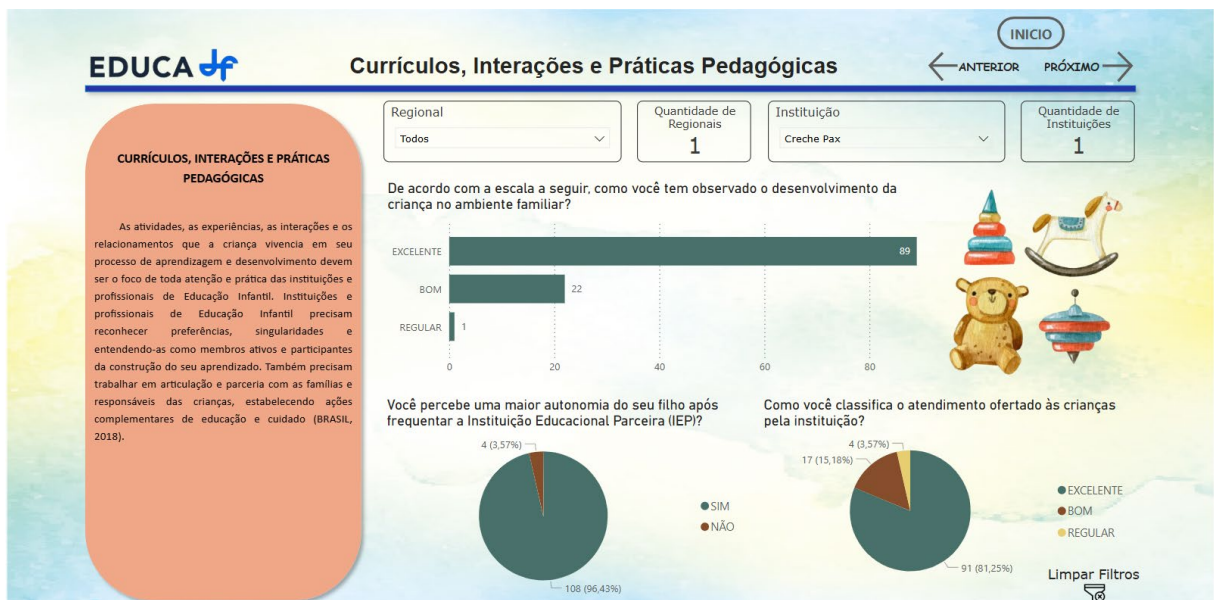 INICIO
EDUCA df
Currículos, Interações e Práticas Pedagógicas
ANTERIOR
PRÓXIMO
Regional
Todos
Quantidade de
Regionais
1
Instituição
Creche Pax
Quantidade de
Instituições
1
CURRÍCULOS, INTERAÇÕES E PRÁTICAS
PEDAGÓGICAS
As atividades, as experiências, as interações e os
relacionamentos que a criança vivencia em seu
processo de aprendizagem e desenvolvimento devem
ser o foco de toda atenção e prática das instituições e
profissionais de Educação Infantil. Instituições e
profissionais de Educação Infantil precisam
reconhecer preferências, singularidades e
entendendo-as como membros ativos e participantes
da construção do seu aprendizado. Também precisam
trabalhar em articulação e parceria com as famílias e
responsáveis das crianças, estabelecendo ações
complementares de educação e cuidado (BRASIL,
2018).
De acordo com a escala a seguir, como você tem observado o desenvolvimento da
criança no ambiente familiar?
EXCELENTE
89
BOM
22
REGULAR
1
0
20
40
60
80
Você percebe uma maior autonomia do seu filho após
frequentar a Instituição Educacional Parceira (IEP)?
4 (3,57%)
SIM
NÃO
108 (96,43%)
Como você classifica o atendimento ofertado às crianças
pela instituição?
4 (3,57%)
17 (15,18%)
EXCELENTE
BOM
REGULAR
91 (81,25%)
Limpar Filtros